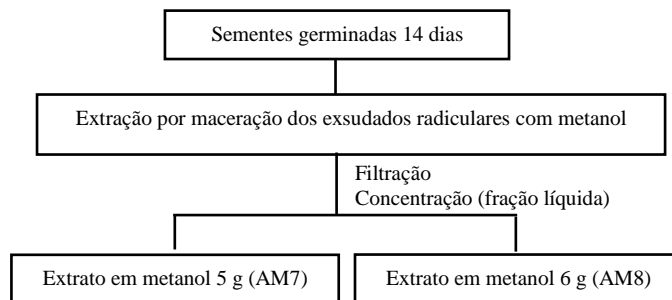 Sementes germinadas 14 dias
Extração por maceração dos exsudados radiculares com metanol
Filtração
Concentração (fração líquida)
Extrato em metanol 5 g (AM7)
Extrato em metanol 6 g (AM8)